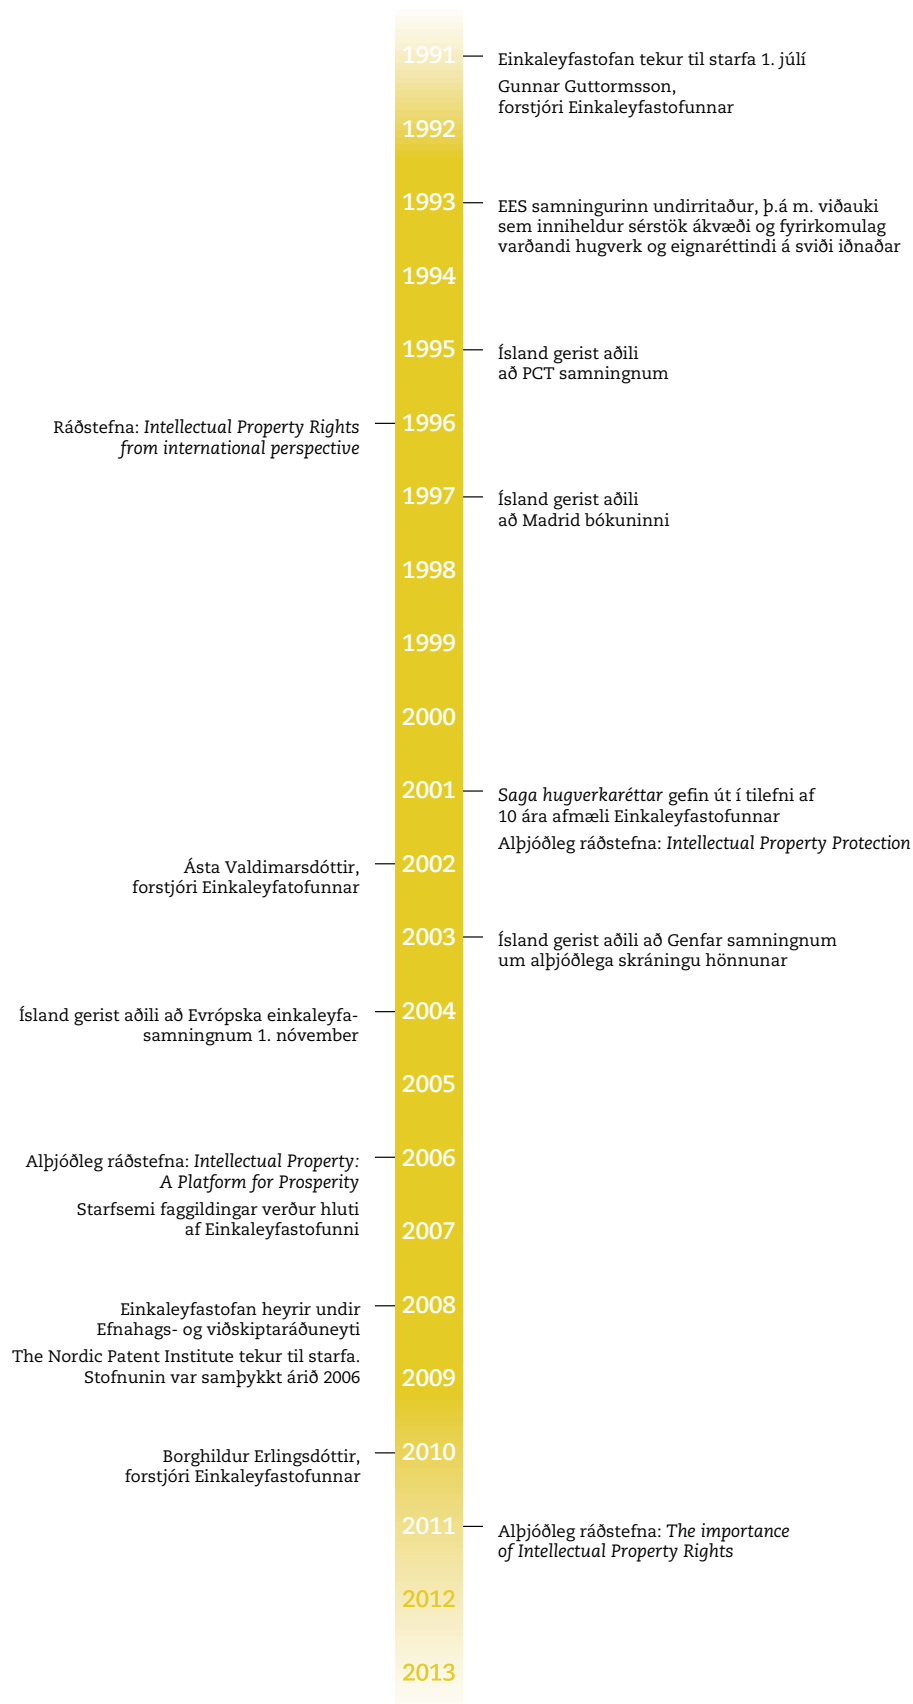 1991
Einkaleyfastofan tekur til starfa 1. júlí
Gunnar Guttormsson,
forstjóri Einkaleyfastofunnar
1992
1993
EES samningurinn undirritaður, þ.á m. viðauki
sem inniheldur sérstök ákvæði og fyrirkomulag
varðandi hugverk og eignaréttindi á sviði iðnaðar
1994
1995
Ísland gerist aðili
að PCT samningnum
1996
Ráðstefna: Intellectual Property Rights
from international perspective
1997
Ísland gerist aðili
að Madrid bókuninni
1998
1999
2000
2001
Saga hugverkaréttar gefin út í tilefni af
10 ára afmæli Einkaleyfastofunnar
Alþjóðleg ráðstefna: Intellectual Property Protection
2002
Ásta Valdimarsdóttir,
forstjóri Einkaleyfatofunnar
2003
Ísland gerist aðili að Genfar samningnum
um alþjóðlega skráningu hönnunar
2004
Ísland gerist aðili að Evrópska einkaleyfa-
samningnum 1. nóvember
2005
2006
Alþjóðleg ráðstefna: Intellectual Property:
A Platform for Prosperity
Starfsemi faggildingar verður hluti
af Einkaleyfastofunni
2007
2008
Einkaleyfastofan heyrir undir
Efnahags- og viðskiptaráðuneyti
The Nordic Patent Institute tekur til starfa.
Stofnunin var samþykkt árið 2006
2009
2010
Borghildur Erlingsdóttir,
forstjóri Einkaleyfastofunnar
2011
Alþjóðleg ráðstefna: The importance
of Intellectual Property Rights
2012
2013